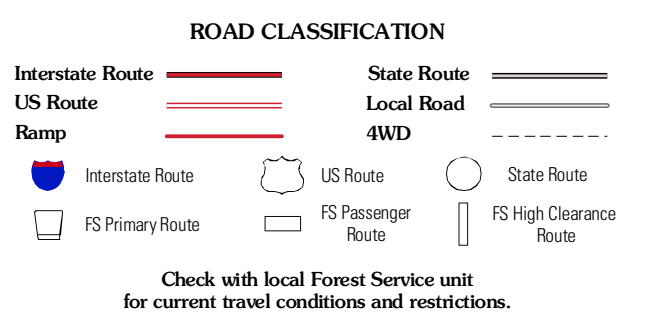 ROAD CLASSIFICATION
Interstate Route
State Route
US Route
Local Road
Ramp
4WD
Interstate Route
US Route
State Route
FS Primary Route
FS Passenger
Route
FS High Clearance
Route
Check with local Forest Service unit
for current travel conditions and restrictions.